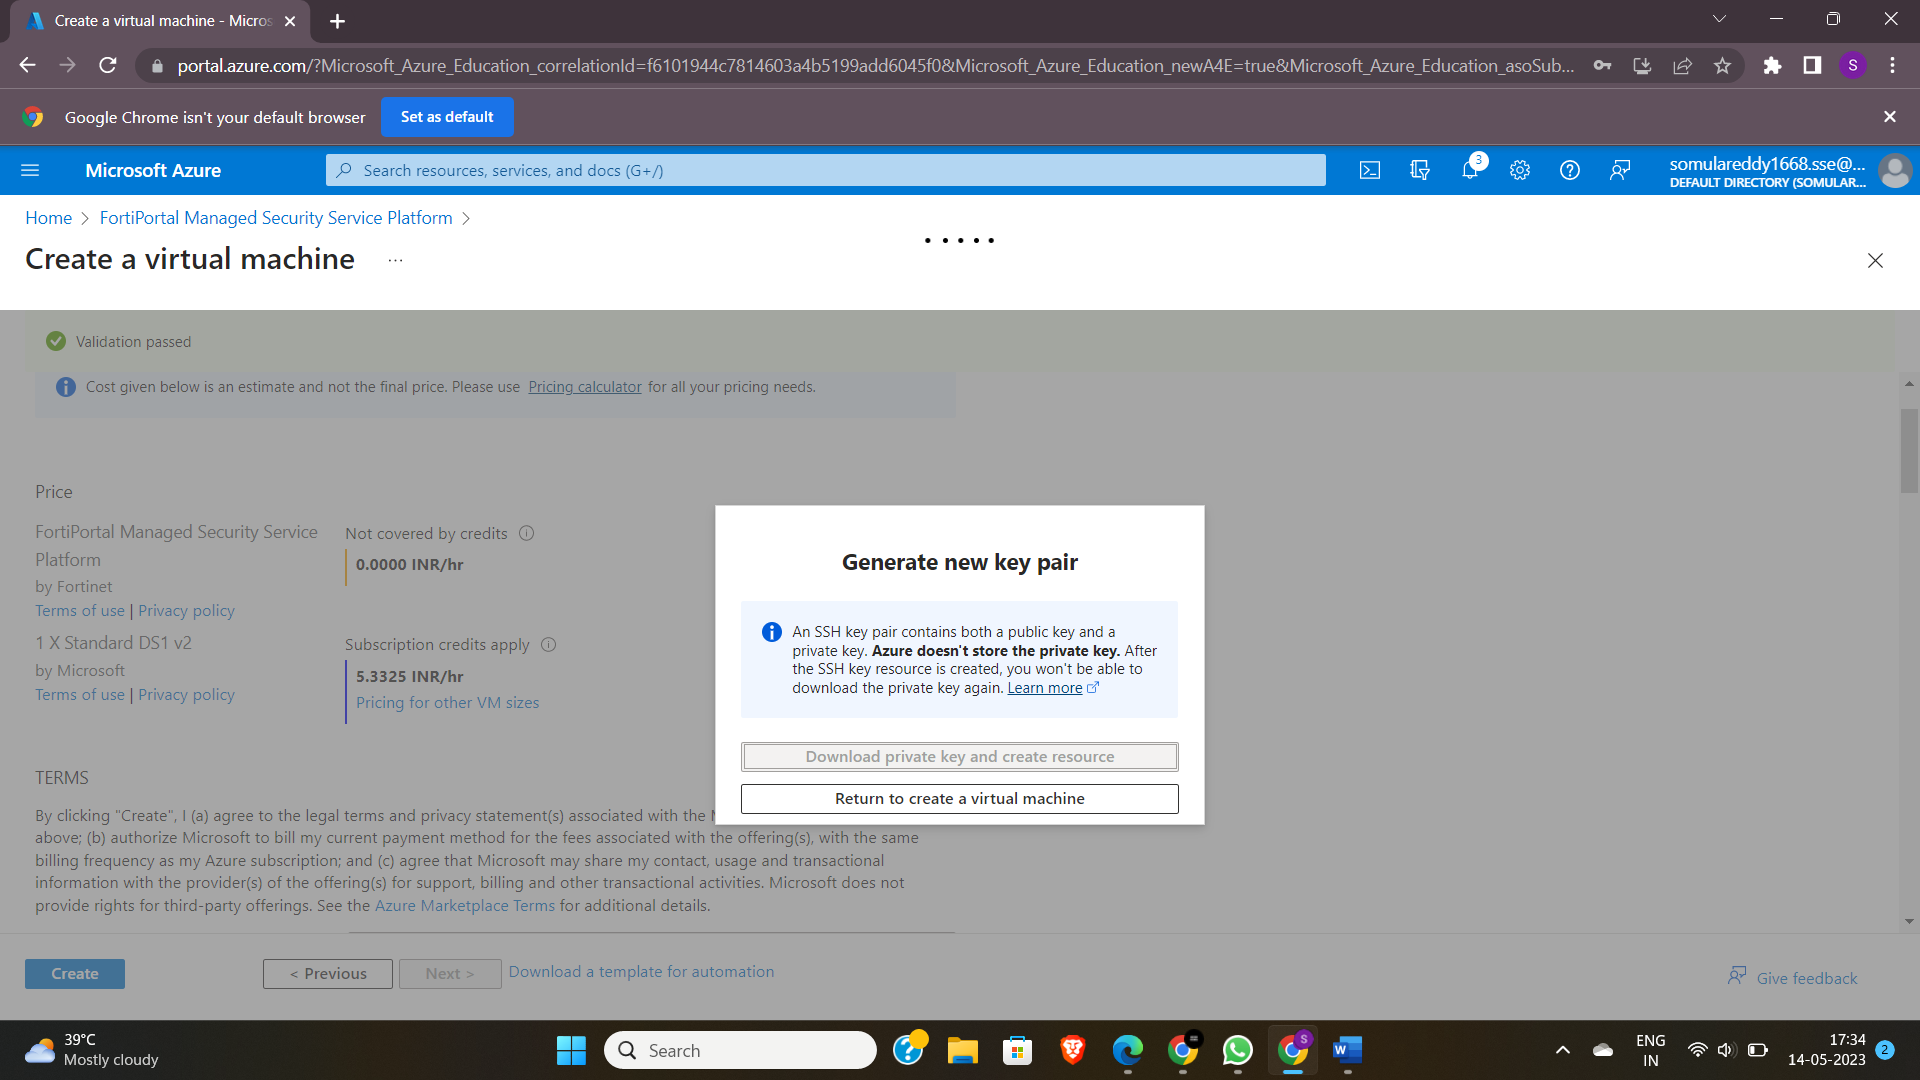 Create a virtual machine - Micros
portal.azure.com/?Microsoft_Azure_Education_correlationId=f6101944c7814603a4b5199add6045f0&Microsoft_Azure_Education_newA4E=true&Microsoft_Azure_Education_asoSub...
S
Google Chrome isn't your default browser
Set as default
Microsoft Azure
Search resources, services, and docs (G+/)
3
somulareddy1668.sse@...
DEFAULT DIRECTORY (SOMULAR...
Home > FortiPortal Managed Security Service Platform >
Create a virtual machine ...
Validation passed
Cost given below is an estimate and not the final price. Please use Pricing calculator for all your pricing needs.
Price
FortiPortal Managed Security Service Platform
by Fortinet
Terms of use | Privacy policy
Not covered by credits
0.0000 INR/hr
1 X Standard DS1 v2
by Microsoft
Terms of use | Privacy policy
Subscription credits apply
5.3325 INR/hr
Pricing for other VM sizes
TERMS
By clicking "Create", I (a) agree to the legal terms and privacy statement(s) associated with the M
above; (b) authorize Microsoft to bill my current payment method for the fees associated with the offering(s), with the same
billing frequency as my Azure subscription; and (c) agree that Microsoft may share my contact, usage and transactional
information with the provider(s) of the offering(s) for support, billing and other transactional activities. Microsoft does not
provide rights for third-party offerings. See the Azure Marketplace Terms for additional details.
Generate new key pair
An SSH key pair contains both a public key and a
private key. Azure doesn't store the private key. After
the SSH key resource is created, you won't be able to
download the private key again. Learn more
Download private key and create resource
Return to create a virtual machine
Create
< Previous
Next >
Download a template for automation
Give feedback
39°C
Mostly cloudy
Search
S
W
ENG
IN
17:34
14-05-2023
2